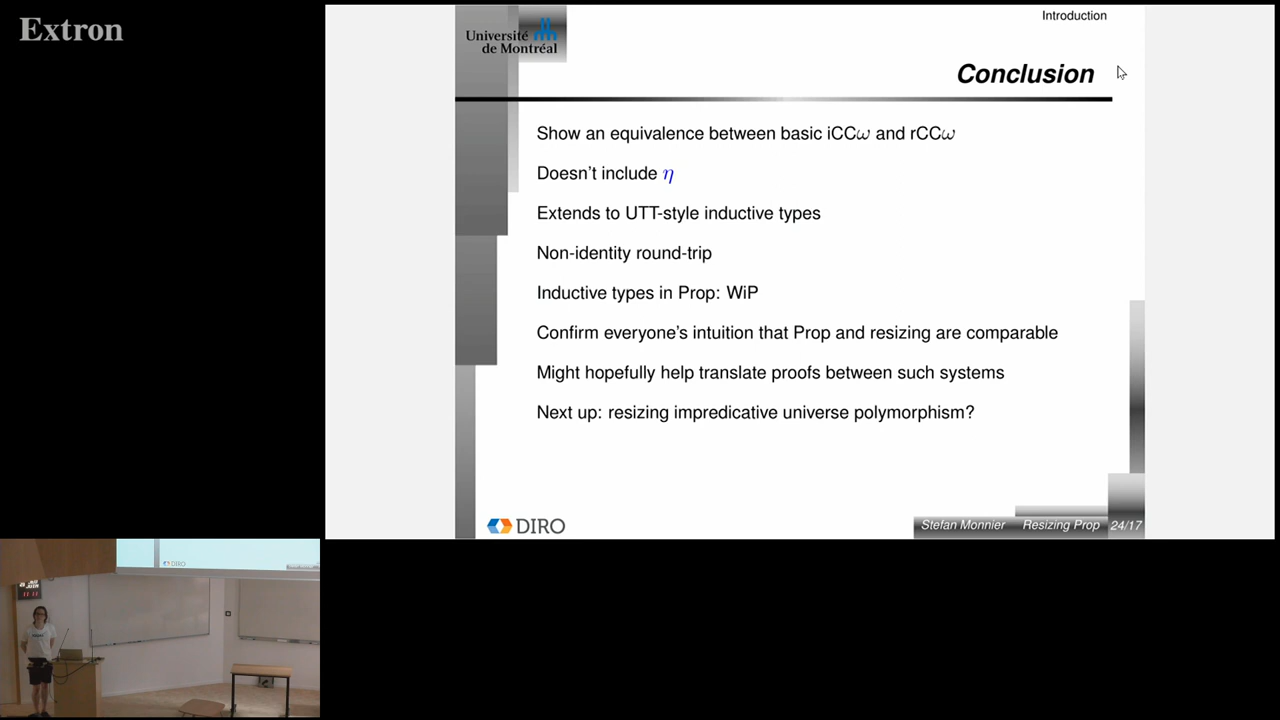 Extron
Université
de Montréal
Introduction
Conclusion
Show an equivalence between basic iCCω and rCCω
Doesn't include η
Extends to UTT-style inductive types
Non-identity round-trip
Inductive types in Prop: WiP
Confirm everyone's intuition that Prop and resizing are comparable
Might hopefully help translate proofs between such systems
Next up: resizing impredicative universe polymorphism?
DIRO
Stefan Monnier Resizing Prop 24/17
DIRO